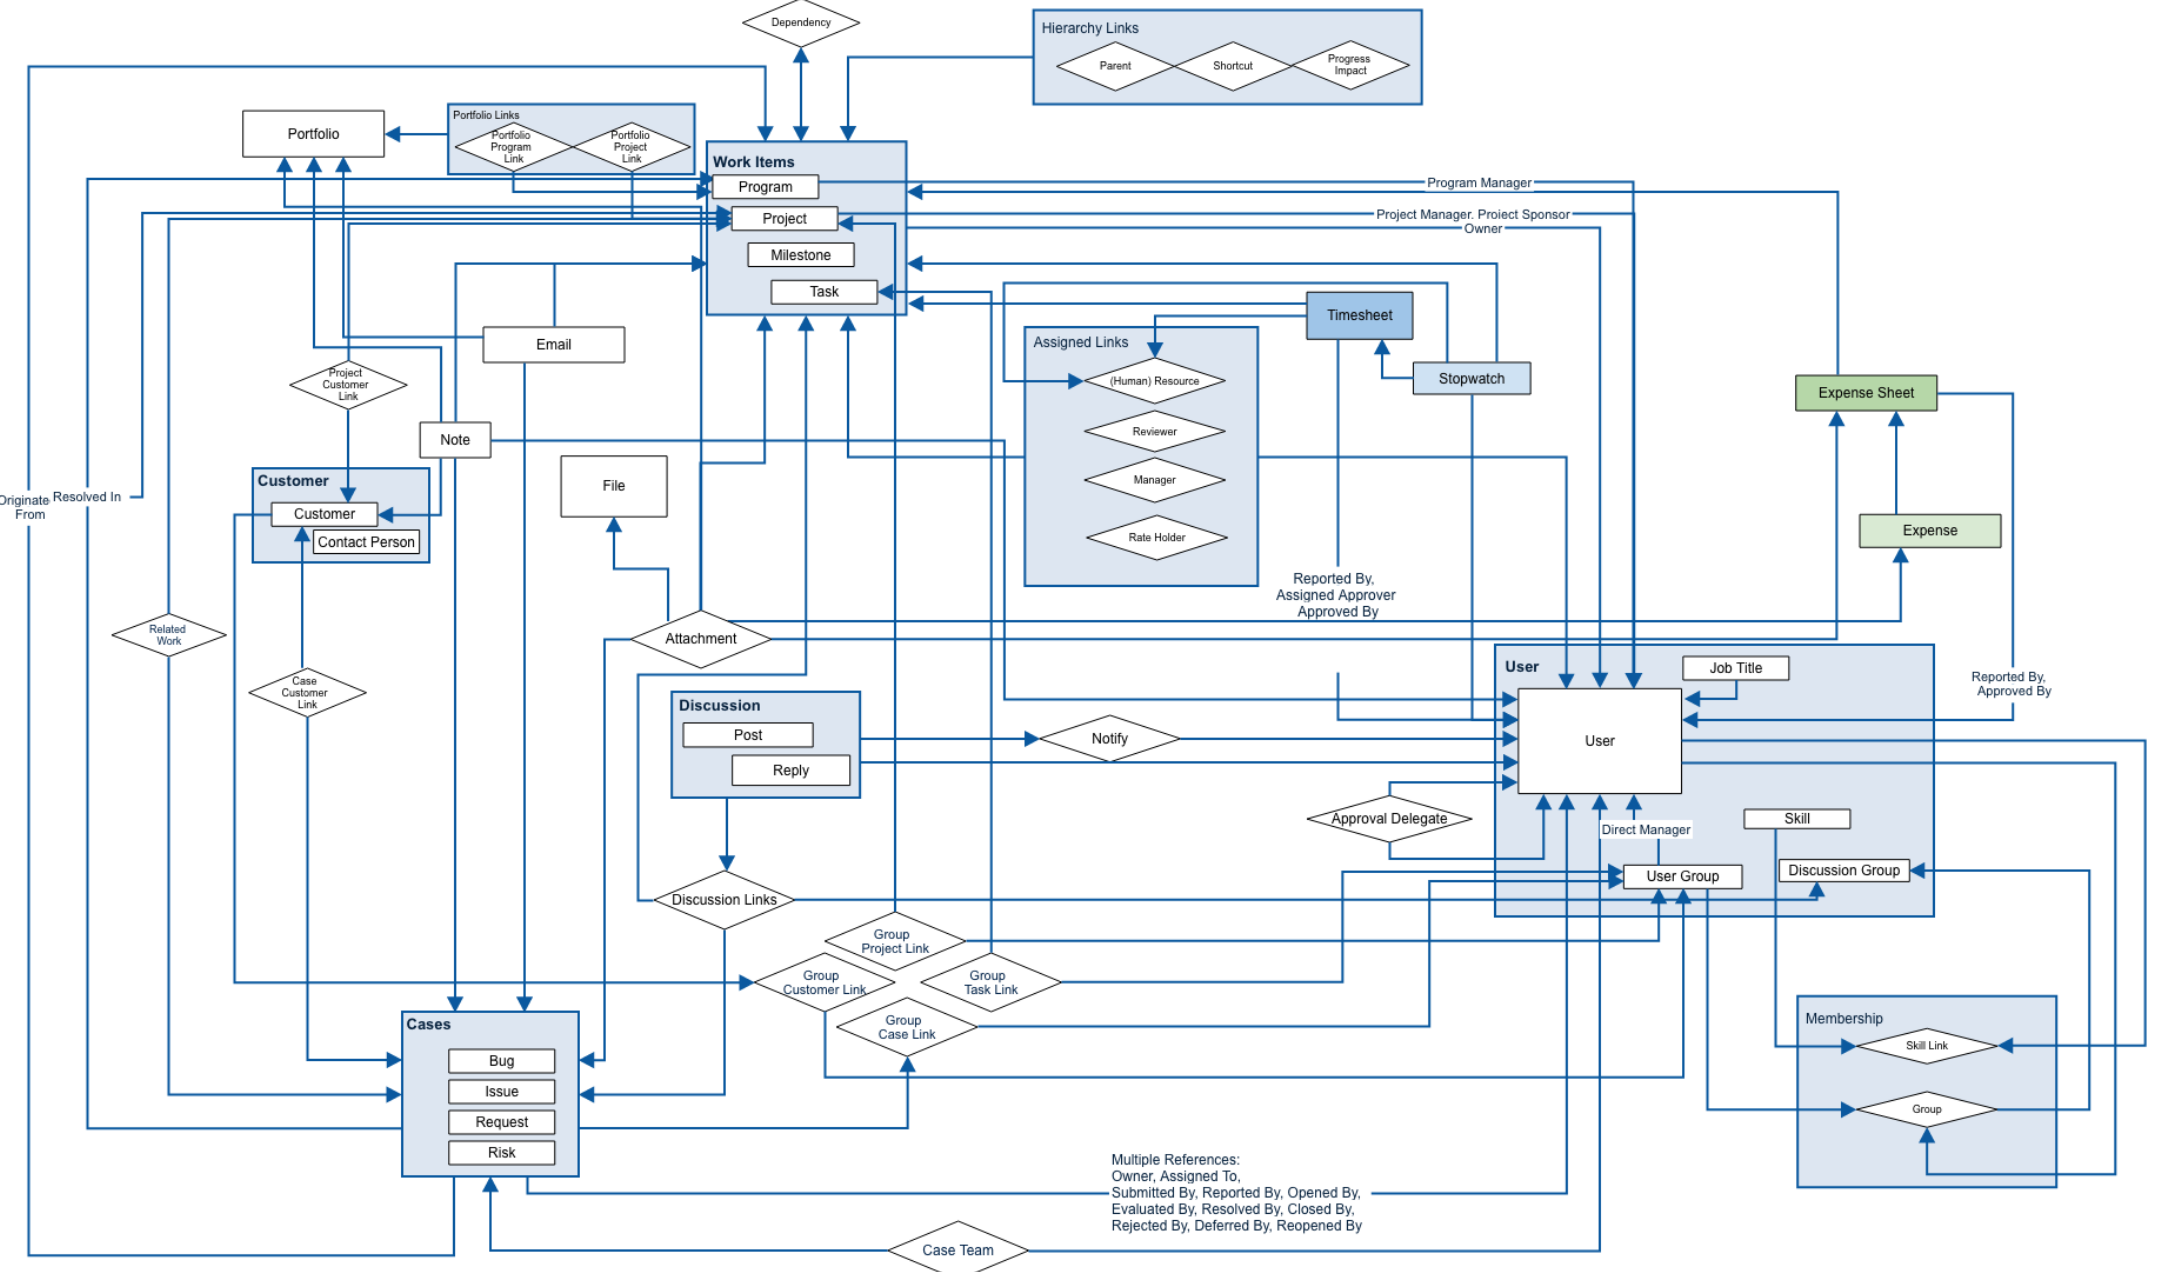 Dependency
Hierarchy Links
Parent
Shortcut
Progress
Impact
Portfolio
Portfolio Links
Portfolio
Program
Link
Portfolio
Project
Link
Work Items
Program
Project
Milestone
Task
Program Manager
Project Manager. Project Sponsor
Owner
Email
Project
Customer
Link
Note
Assigned Links
(Human) Resource
Reviewer
Manager
Rate Holder
Timesheet
Stopwatch
Expense Sheet
Expense
Customer
Customer
Contact Person
File
Originate
From
Resolved In
Reported By,
Assigned Approver
Approved By
Related
Work
Attachment
Case
Customer
Link
Discussion
Post
Reply
Notify
User
Job Title
User
Reported By,
Approved By
Approval Delegate
Direct Manager
Skill
User Group
Discussion Group
Discussion Links
Group
Project Link
Group
Customer Link
Group
Task Link
Group
Case Link
Membership
Skill Link
Group
Cases
Bug
Issue
Request
Risk
Multiple References:
Owner, Assigned To,
Submitted By, Reported By, Opened By,
Evaluated By, Resolved By, Closed By,
Rejected By, Deferred By, Reopened By
Case Team